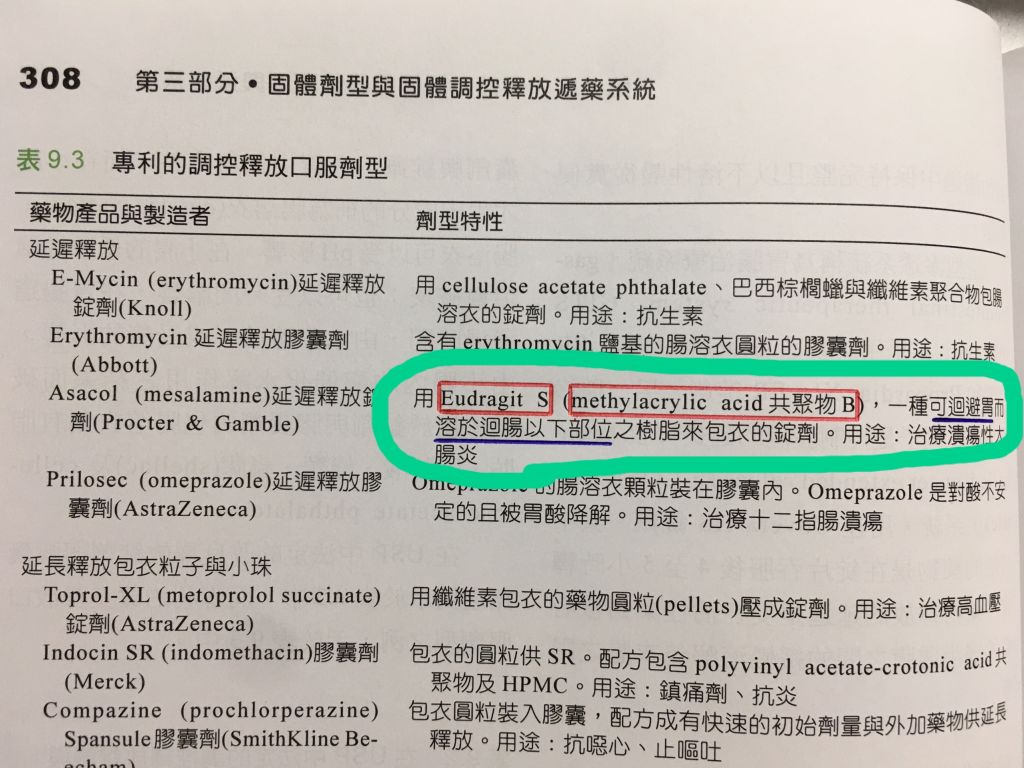 308 第三部分•固體劑型與固體調控釋放遞藥系統
表 9.3 專利的調控釋放口服劑型
藥物產品與製造者 劑型特性
延遲釋放
E-Mycin (erythromycin)延遲釋放 用 cellulose acetate phthalate、巴西棕櫚蠟與纖維素聚合物包腸
錠劑(Knoll) 溶衣的錠劑。用途：抗生素
Erythromycin 延遲釋放膠囊劑 含有 erythromycin 鹽基的腸溶衣圓粒的膠囊劑。用途：抗生素
(Abbott)
Asacol (mesalamine)延遲釋放錠 用 Eudragit S (methylacrylic acid 共聚物 B)，一種可迴避胃而
劑(Procter & Gamble) 溶於迴腸以下部位之樹脂來包衣的錠劑。用途：治療潰瘍性大
腸炎
Prilosec (omeprazole)延遲釋放膠 Omeprazole 的腸溶衣顆粒裝在膠囊內。Omeprazole 是對酸不安
囊劑(AstraZeneca) 定的且被胃酸降解。用途：治療十二指腸潰瘍
延長釋放包衣粒子與小珠
Toprol-XL (metoprolol succinate) 用纖維素包衣的藥物圓粒(pellets)壓成錠劑。用途：治療高血壓
錠劑(AstraZeneca)
Indocin SR (indomethacin)膠囊劑 包衣的圓粒供 SR。配方包含 polyvinyl acetate-crotonic acid 共
(Merck) 聚物及 HPMC。用途：鎮痛劑、抗炎
Compazine (prochlorperazine) 包衣圓粒裝入膠囊，配方成有快速的初始劑量與外加藥物供延長
Spansule 膠囊劑(SmithKline Be- 釋放。用途：抗噁心、止嘔吐
echam)